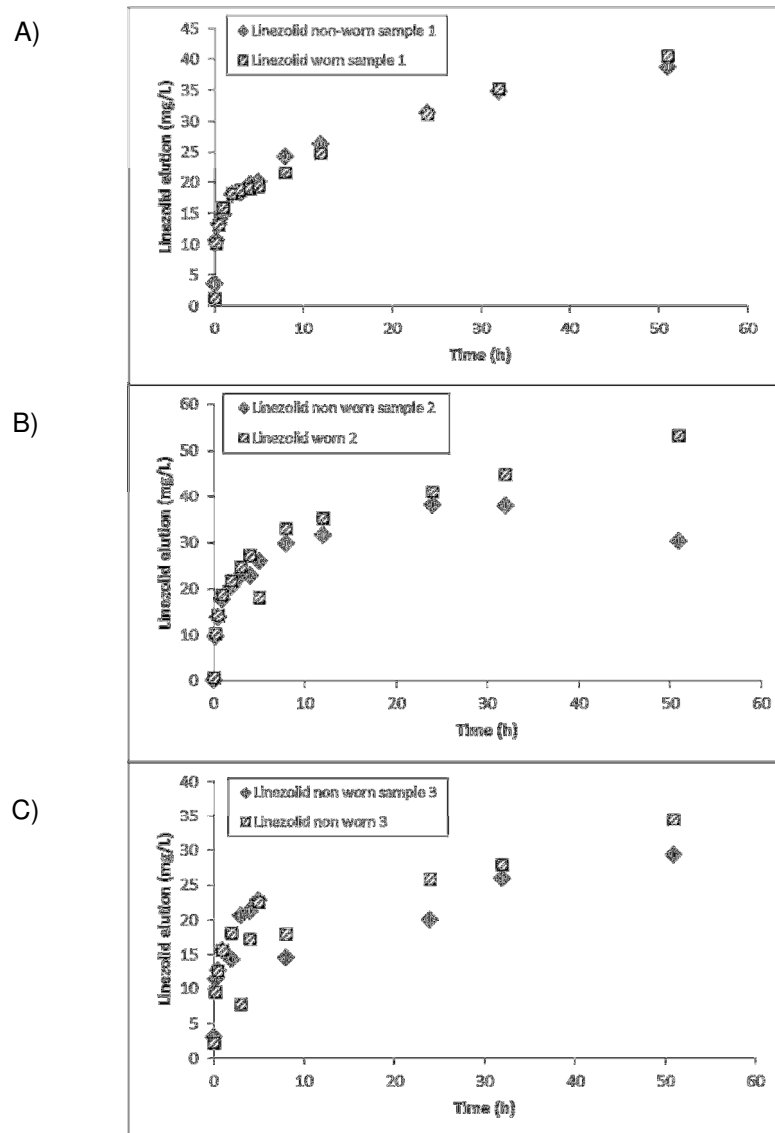 A)
Linezolid non-worn sample 1
Linezolid worn sample 1
Linezolid elution (mg/L)
45
40
35
30
25
20
15
10
5
0
0 10 20 30 40 50 60
Time (h)
B)
Linezolid non worn sample 2
Linezolid worn 2
Linezolid elution (mg/L)
60
50
40
30
20
10
0
0 10 20 30 40 50 60
Time (h)
C)
Linezolid non worn sample 3
Linezolid non worn 3
Linezolid elution (mg/L)
40
35
30
25
20
15
10
5
0
0 10 20 30 40 50 60
Time (h)